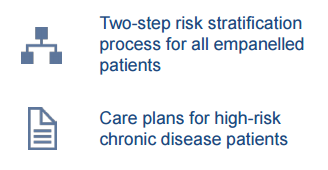 Two-step risk stratification
process for all empanelled
patients
Care plans for high-risk
chronic disease patients